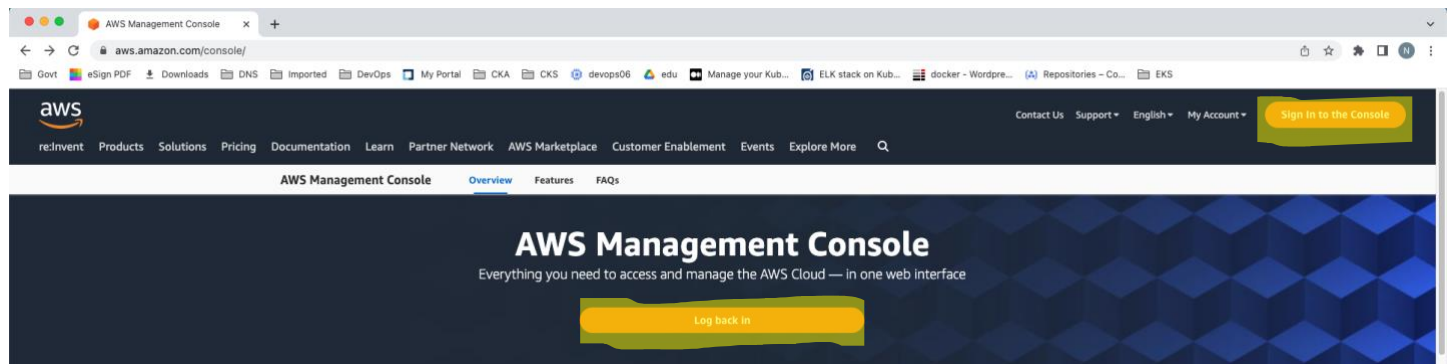 AWS Management Console
aws.amazon.com/console/
N
Govt eSign PDF Downloads DNS Imported DevOps My Portal CKA CKS devops06 edu Manage your Kub... ELK stack on Kub... docker - Wordpre... Repositories – Co... EKS
aws
Contact Us Support English My Account Sign In to the Console
re:Invent Products Solutions Pricing Documentation Learn Partner Network AWS Marketplace Customer Enablement Events Explore More
AWS Management Console Overview Features FAQs
AWS Management Console
Everything you need to access and manage the AWS Cloud — in one web interface
Log back in